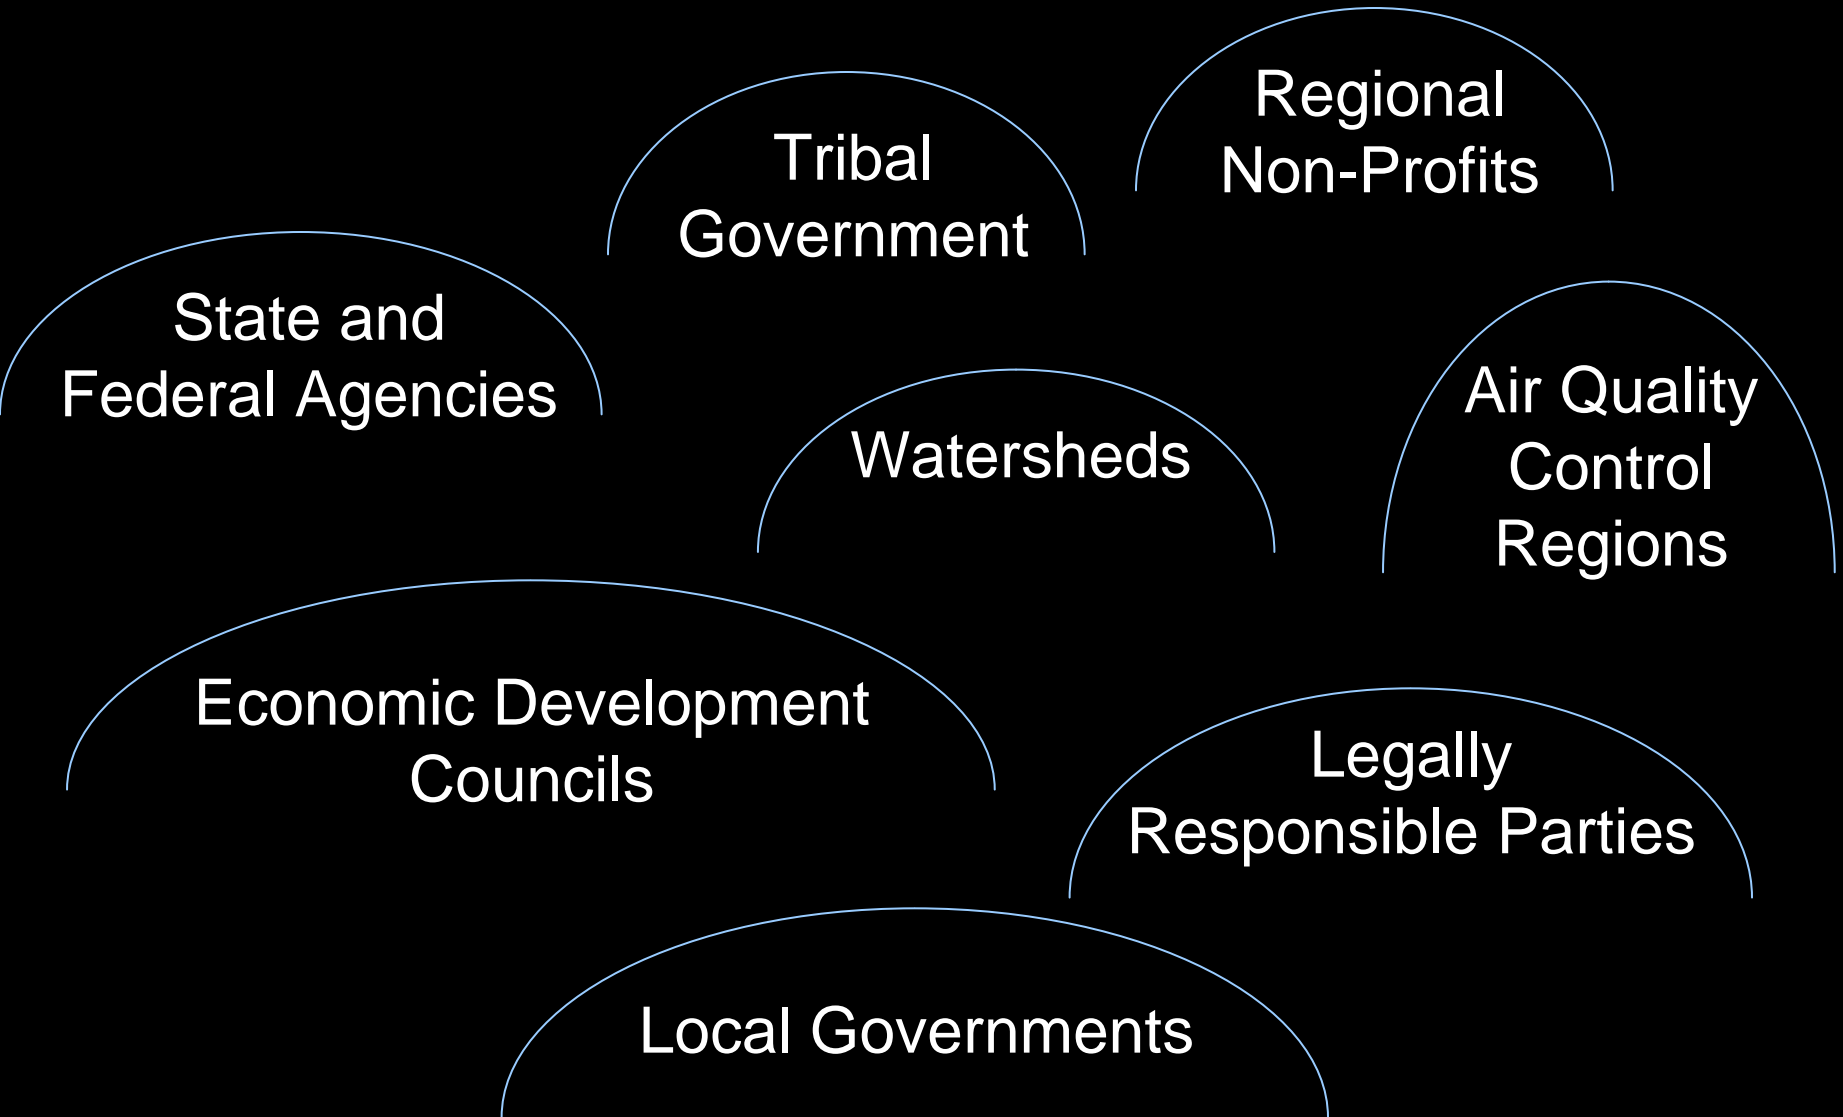 Regional
Non-Profits
Tribal
Government
State and
Federal Agencies
Air Quality
Control
Regions
Watersheds
Economic Development
Councils
Legally
Responsible Parties
Local Governments